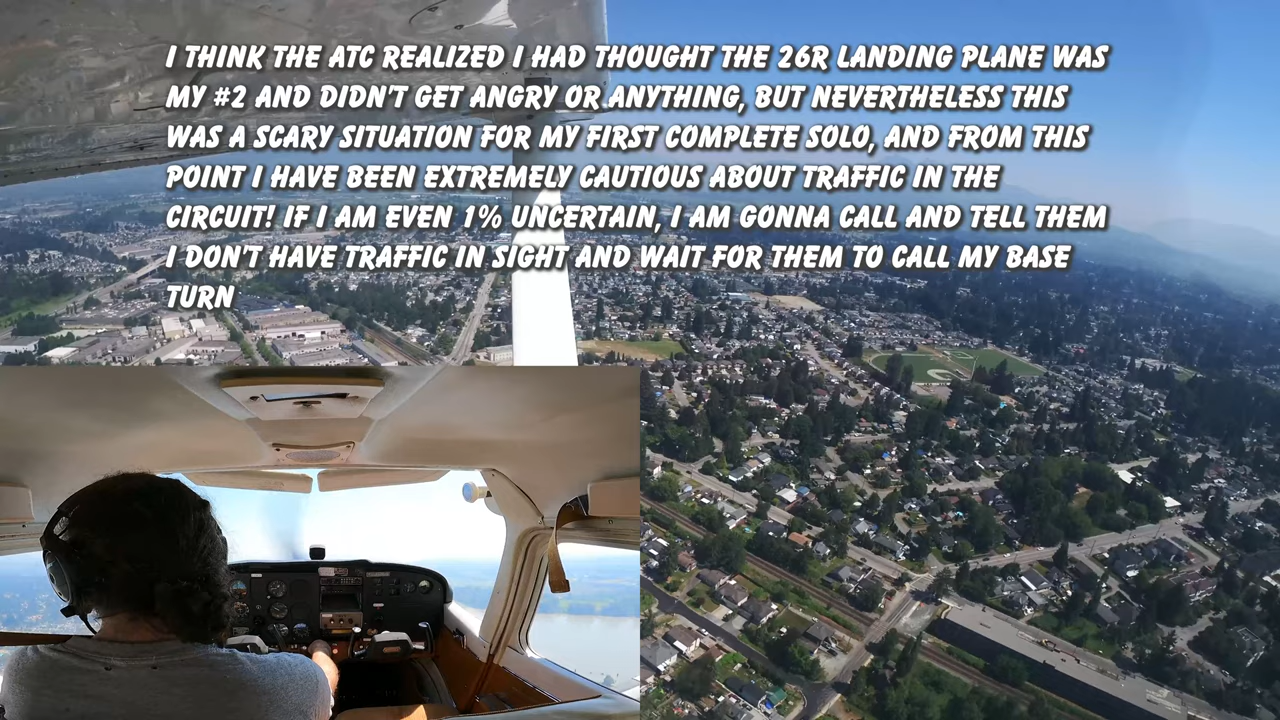 I THINK THE ATC REALIZED I HAD THOUGHT THE 26R LANDING PLANE WAS
MY #2 AND DIDN'T GET ANGRY OR ANYTHING, BUT NEVERTHELESS THIS
WAS A SCARY SITUATION FOR MY FIRST COMPLETE SOLO, AND FROM THIS
POINT I HAVE BEEN EXTREMELY CAUTIOUS ABOUT TRAFFIC IN THE
CIRCUIT! IF I AM EVEN 1% UNCERTAIN, I AM GONNA CALL AND TELL THEM
I DON'T HAVE TRAFFIC IN SIGHT AND WAIT FOR THEM TO CALL MY BASE
TURN